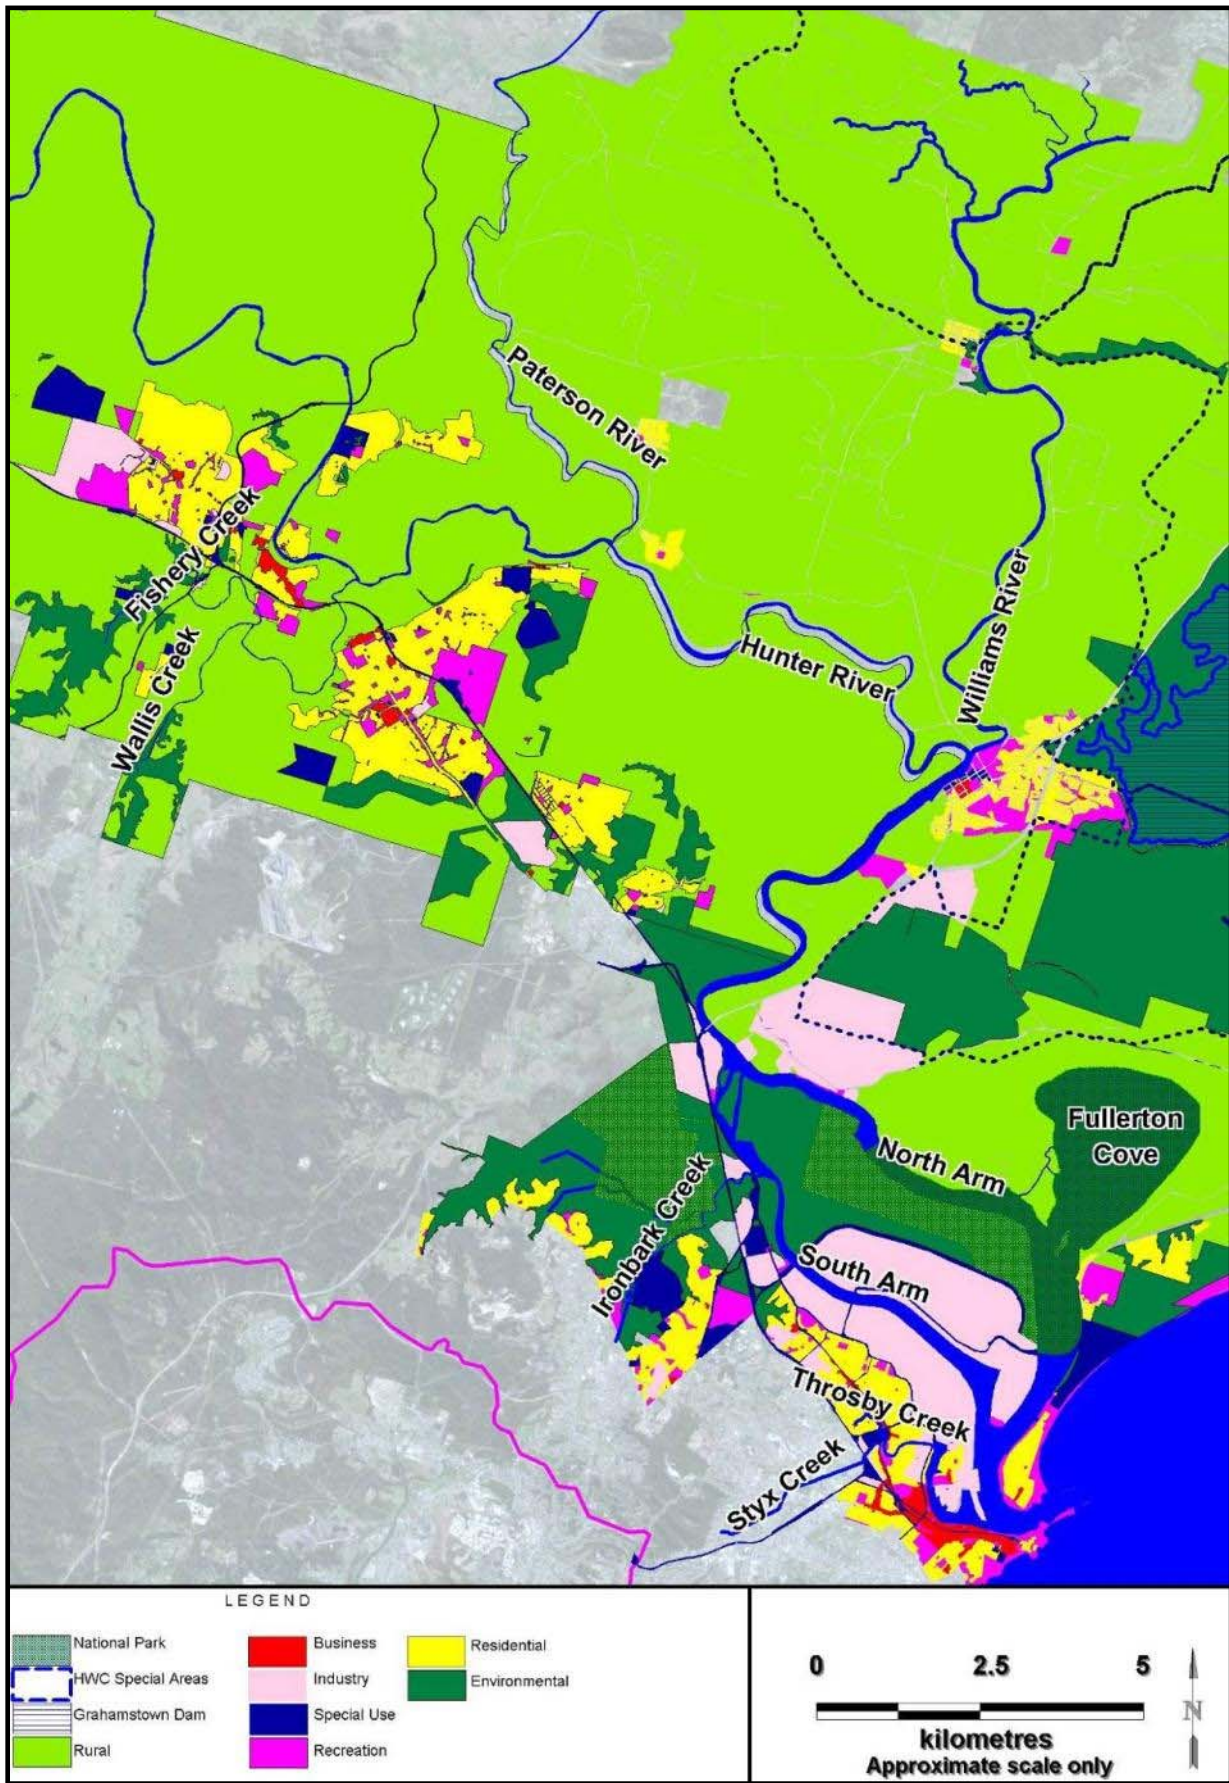 Paterson River
Fishery Creek
Wallis Creek
Hunter River
Williams River
Fullerton
Cove
North Arm
Ironbark Creek
South Arm
Throsby Creek
Styx Creek
LEGEND
National Park
HWC Special Areas
Grahamstown Dam
Rural
Business
Industry
Special Use
Recreation
Residential
Environmental
0 2.5 5
kilometres
Approximate scale only
N